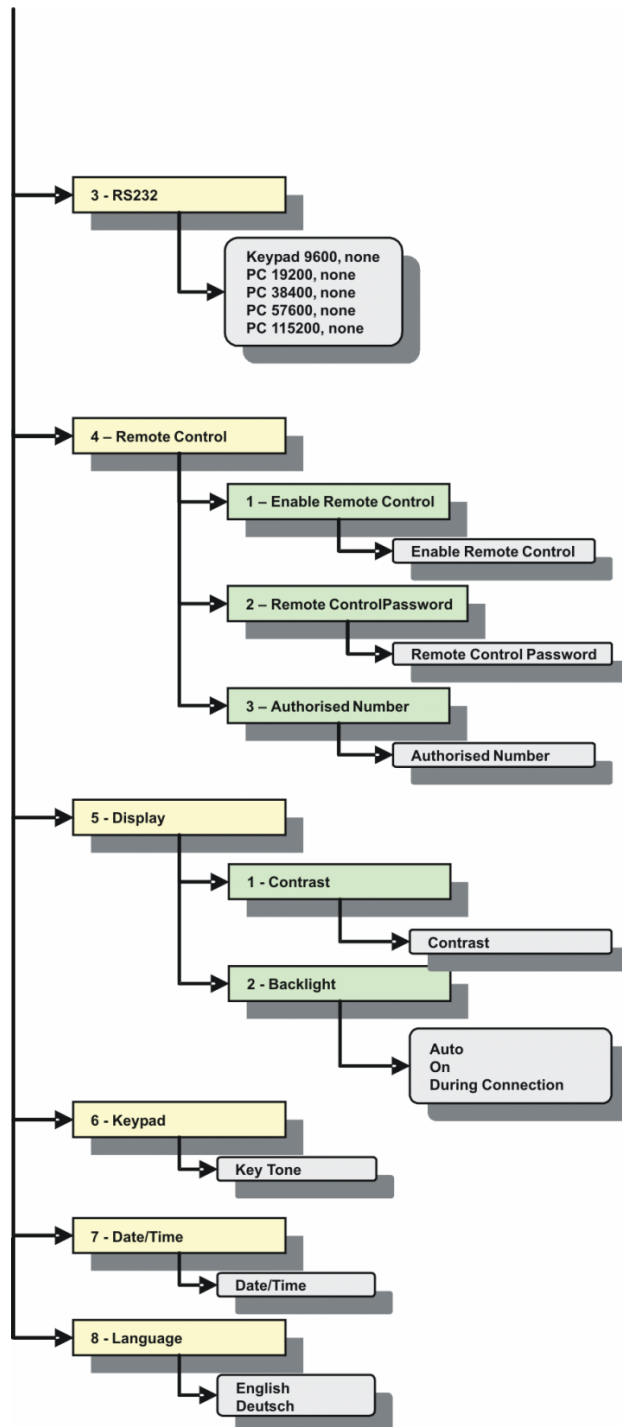 3 - RS232
Keypad 9600, none
PC 19200, none
PC 38400, none
PC 57600, none
PC 115200, none
4 – Remote Control
1 – Enable Remote Control
Enable Remote Control
2 – Remote ControlPassword
Remote Control Password
3 – Authorised Number
Authorised Number
5 - Display
1 - Contrast
Contrast
2 - Backlight
Auto
On
During Connection
6 - Keypad
Key Tone
7 - Date/Time
Date/Time
8 - Language
English
Deutsch